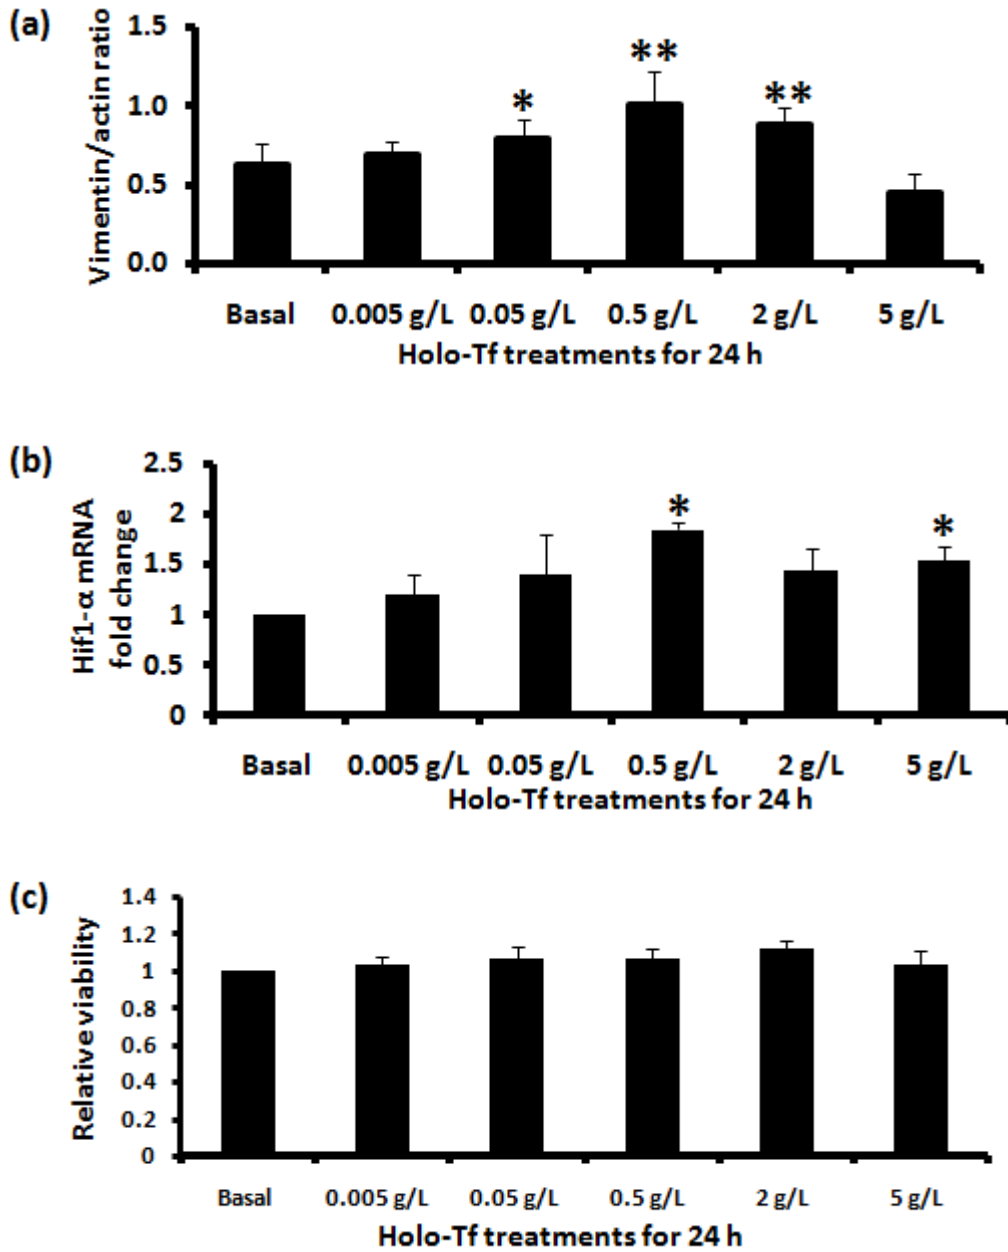 (a)
Vimentin/actin ratio
1.5
1.0
0.5
0.0
*
**
**
Basal 0.005 g/L 0.05 g/L 0.5 g/L 2 g/L 5 g/L
Holo-Tf treatments for 24 h
(b)
Hif1-α mRNA
fold change
2.5
2
1.5
1
0.5
0
*
*
Basal 0.005 g/L 0.05 g/L 0.5 g/L 2 g/L 5 g/L
Holo-Tf treatments for 24 h
(c)
Relative viability
1.4
1.2
1
0.8
0.6
0.4
0.2
0
Basal 0.005 g/L 0.05 g/L 0.5 g/L 2 g/L 5 g/L
Holo-Tf treatments for 24 h